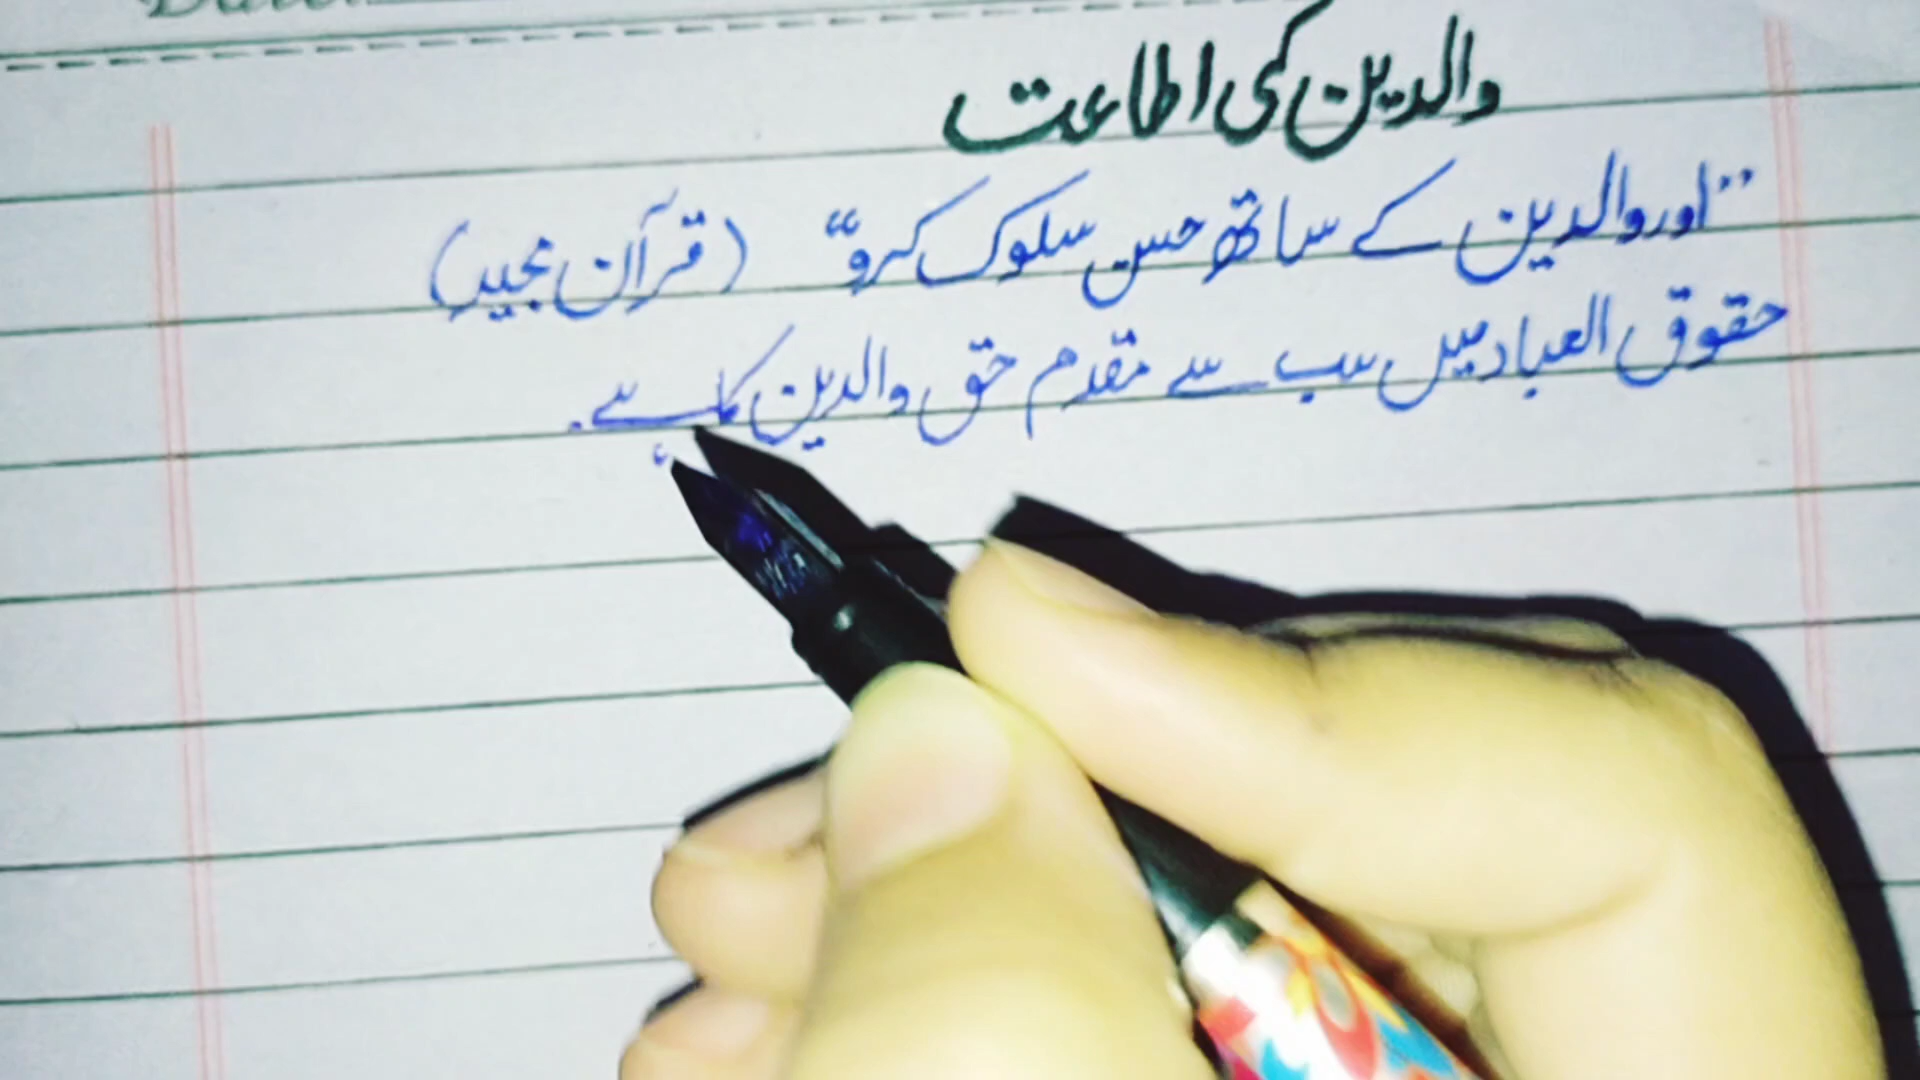 Date:
والدین کی اطاعت
"اور والدین کے ساتھ حسن سلوک کرو" (قرآن مجید)
حقوق العباد میں سب سے مقدم حق والدین کا ہے.